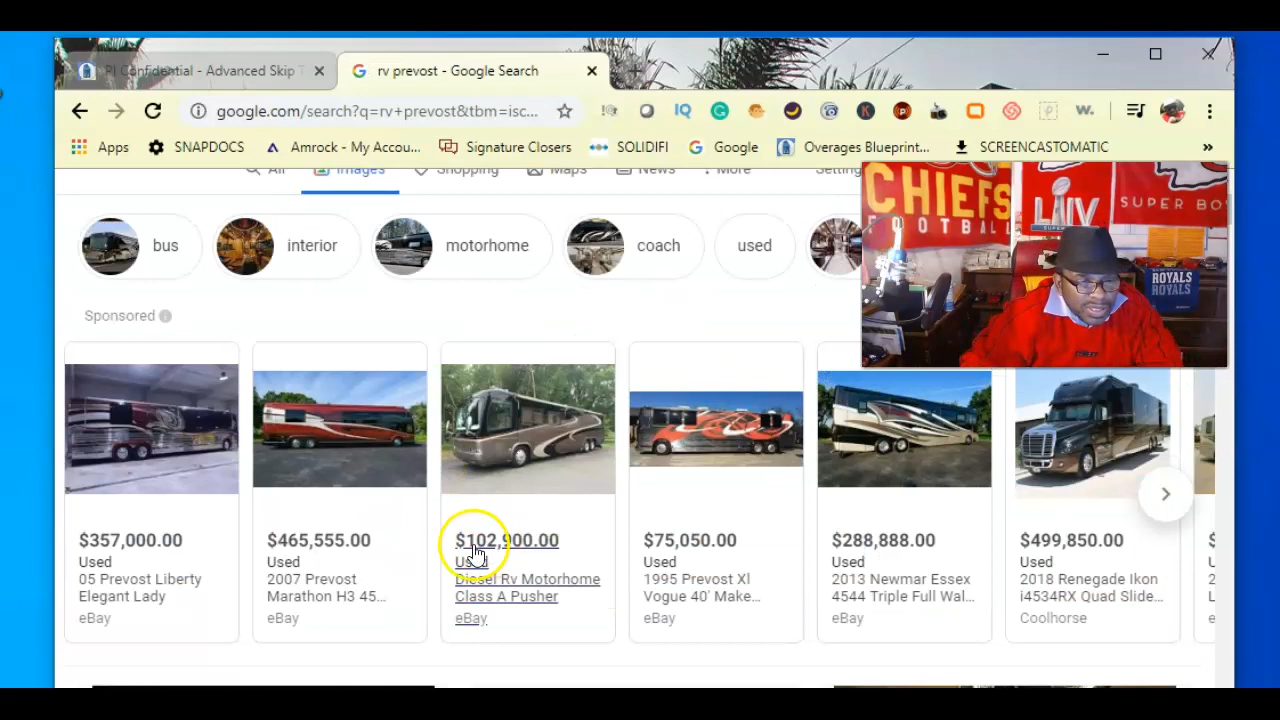 PI Confidential - Advanced Skip T
rv prevost - Google Search
google.com/search?q=rv+prevost&tbm=isc...
Apps
SNAPDOCS
Amrock - My Accou...
Signature Closers
SOLIDIFI
Google
Overages Blueprint...
SCREENCASTOMATIC
»
All
Images
Shopping
Maps
News
More
Settin
CHIEFS
FOOTBALL
LIV
SUPER BO
ROYALS
ROYALS
bus
interior
motorhome
coach
used
Sponsored
$357,000.00
Used
05 Prevost Liberty
Elegant Lady
eBay
$465,555.00
Used
2007 Prevost
Marathon H3 45...
eBay
$102,900.00
Used
Diesel Rv Motorhome
Class A Pusher
eBay
$75,050.00
Used
1995 Prevost Xl
Vogue 40' Make...
eBay
$288,888.00
Used
2013 Newmar Essex
4544 Triple Full Wal...
eBay
$499,850.00
Used
2018 Renegade Ikon
i4534RX Quad Slide...
Coolhorse